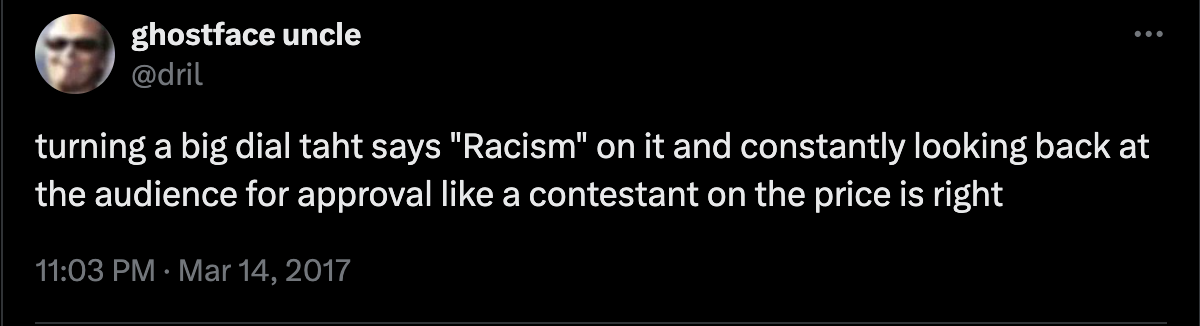 ghostface uncle
@dril
turning a big dial taht says "Racism" on it and constantly looking back at
the audience for approval like a contestant on the price is right
11:03 PM · Mar 14, 2017